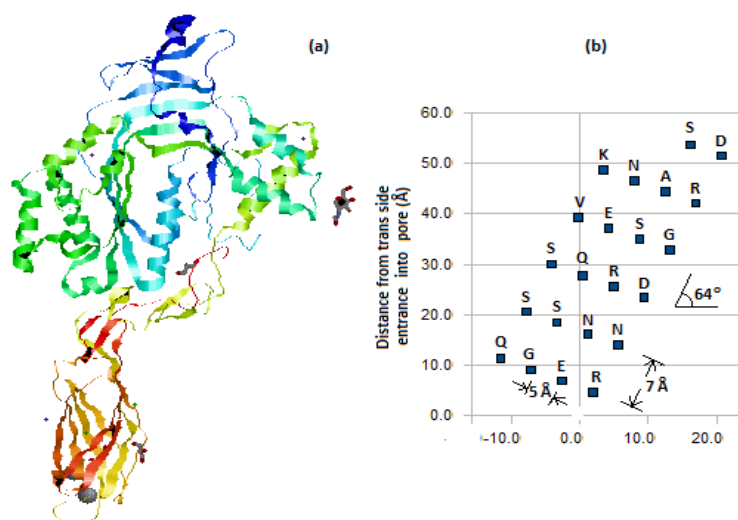 (a)
(b)
Distance from trans side
entrance into pore (Å)
60.0
50.0
40.0
30.0
20.0
10.0
0.0
S
D
K
N
A
R
V
E
S
G
S
Q
R
D
64°
S
S
N
N
Q
G
E
R
5 Å
7 Å
-10.0 0.0 10.0 20.0